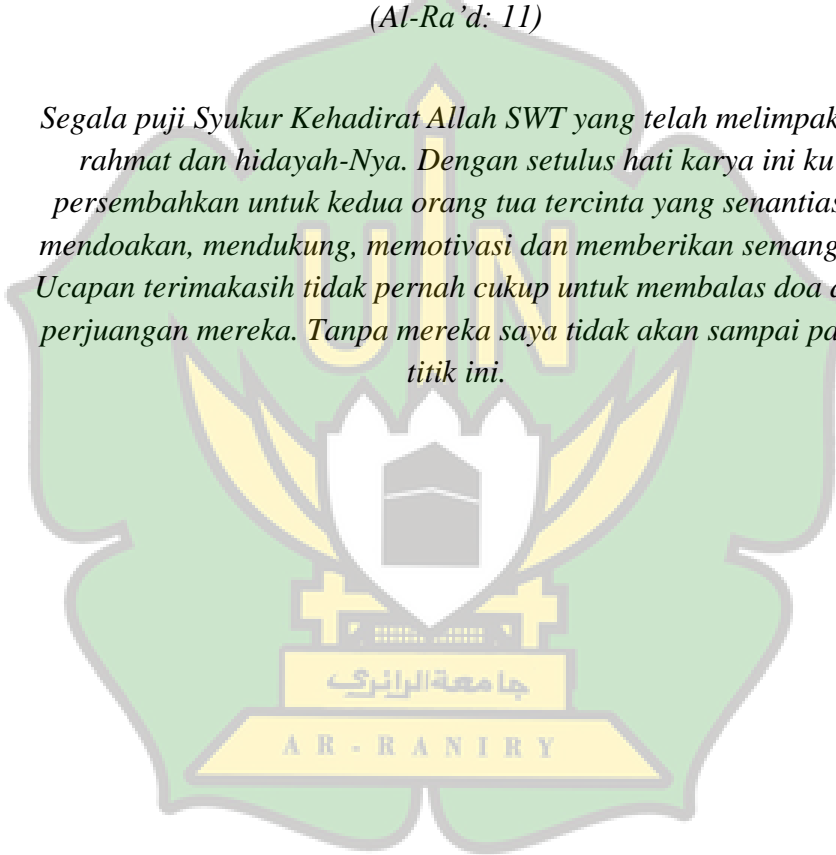 (Al-Ra’d: 11)
Segala puji Syukur Kehadirat Allah SWT yang telah melimpak
rahmat dan hidayah-Nya. Dengan setulus hati karya ini ku
persembahkan untuk kedua orang tua tercinta yang senantias
mendoakan, mendukung, memotivasi dan memberikan semang
Ucapan terimakasih tidak pernah cukup untuk membalas doa
perjuangan mereka. Tanpa mereka saya tidak akan sampai pa
titik ini.
UIN
جامعة الرانري
AR-RANIRY